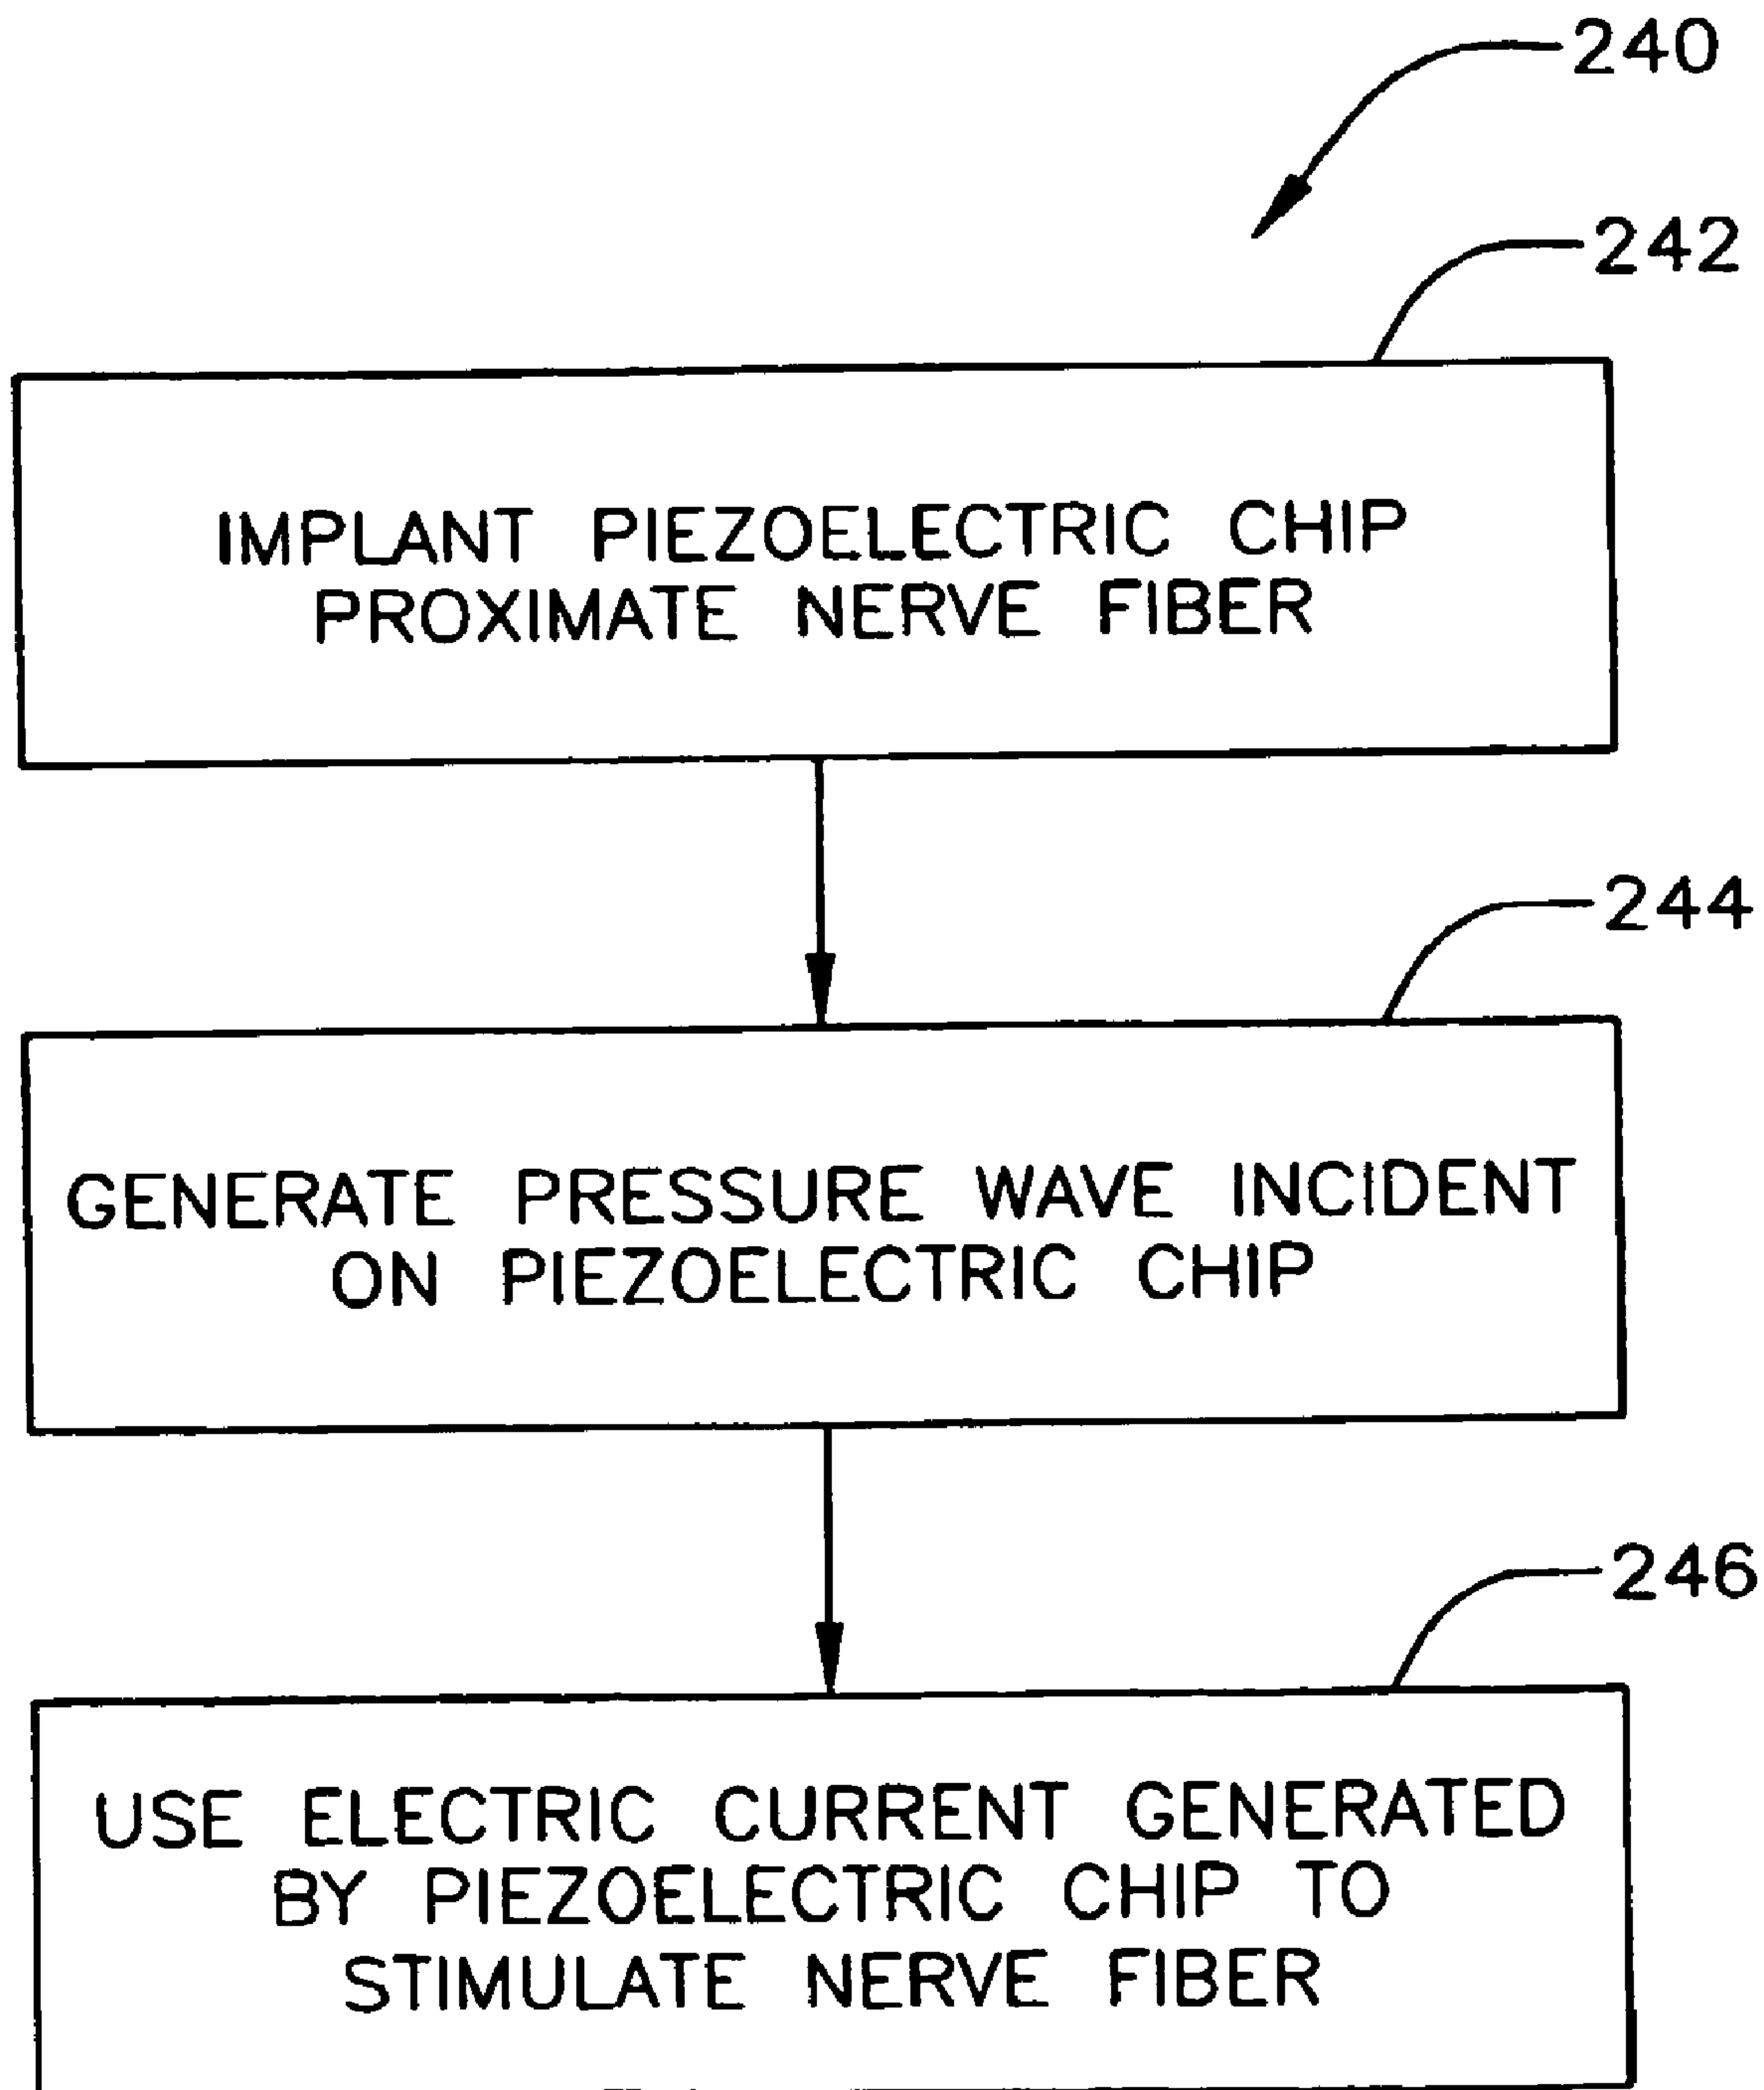 240
242
IMPLANT PIEZOELECTRIC CHIP
PROXIMATE NERVE FIBER
244
GENERATE PRESSURE WAVE INCIDENT
ON PIEZOELECTRIC CHIP
246
USE ELECTRIC CURRENT GENERATED
BY PIEZOELECTRIC CHIP TO
STIMULATE NERVE FIBER